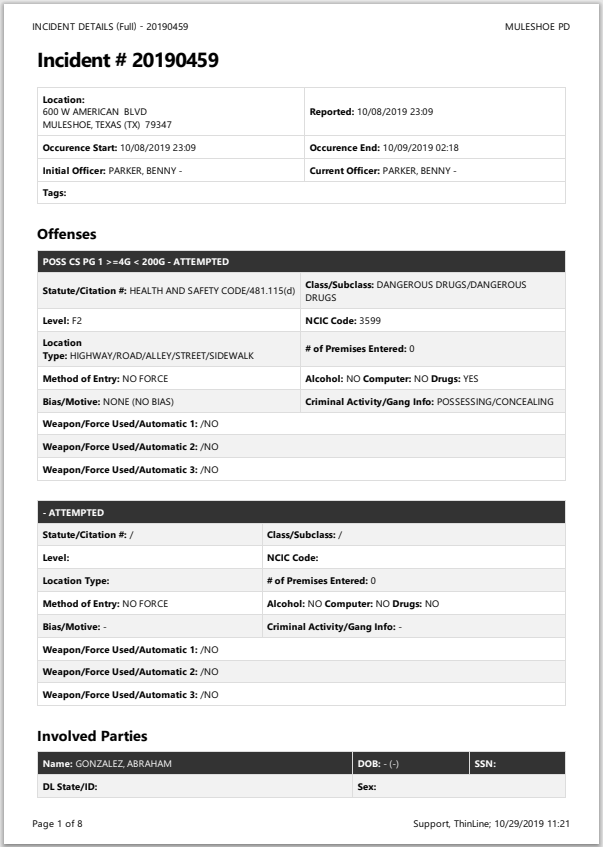 INCIDENT DETAILS (Full) - 20190459 MULESHOE PD
Incident # 20190459
Location:
600 W AMERICAN BLVD
MULESHOE, TEXAS (TX) 79347
Reported: 10/08/2019 23:09
Occurence Start: 10/08/2019 23:09 Occurence End: 10/09/2019 02:18
Initial Officer: PARKER, BENNY - Current Officer: PARKER, BENNY -
Tags:
Offenses
POSS CS PG 1 >=4G < 200G - ATTEMPTED
Statute/Citation #: HEALTH AND SAFETY CODE/481.115(d)
Class/Subclass: DANGEROUS DRUGS/DANGEROUS
DRUGS
Level: F2 NCIC Code: 3599
Location
Type: HIGHWAY/ROAD/ALLEY/STREET/SIDEWALK
# of Premises Entered: 0
Method of Entry: NO FORCE Alcohol: NO Computer: NO Drugs: YES
Bias/Motive: NONE (NO BIAS) Criminal Activity/Gang Info: POSSESSING/CONCEALING
Weapon/Force Used/Automatic 1: /NO
Weapon/Force Used/Automatic 2: /NO
Weapon/Force Used/Automatic 3: /NO
- ATTEMPTED
Statute/Citation #: / Class/Subclass: /
Level: NCIC Code:
Location Type: # of Premises Entered: 0
Method of Entry: NO FORCE Alcohol: NO Computer: NO Drugs: NO
Bias/Motive: - Criminal Activity/Gang Info: -
Weapon/Force Used/Automatic 1: /NO
Weapon/Force Used/Automatic 2: /NO
Weapon/Force Used/Automatic 3: /NO
Involved Parties
Name: GONZALEZ, ABRAHAM DOB: - (-) SSN:
DL State/ID: Sex:
Page 1 of 8 Support, ThinLine; 10/29/2019 11:21